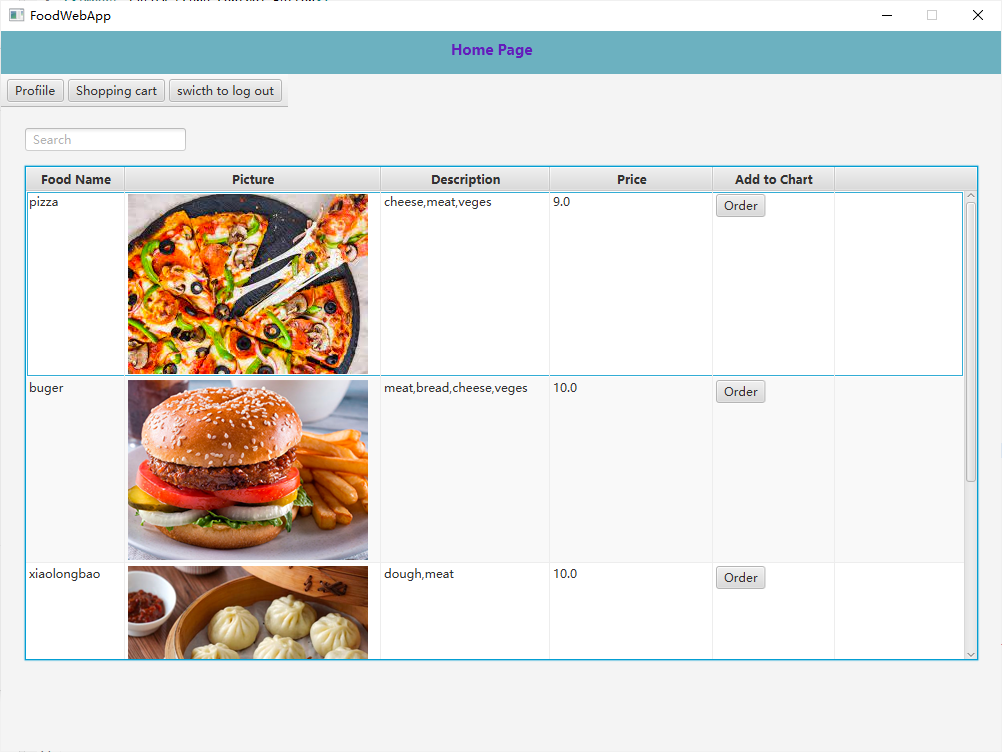 FoodWebApp
Home Page
Profiile Shopping cart swicth to log out
Search
Food Name Picture Description Price Add to Chart
pizza cheese,meat,veges 9.0 Order
buger meat,bread,cheese,veges 10.0 Order
xiaolongbao dough,meat 10.0 Order